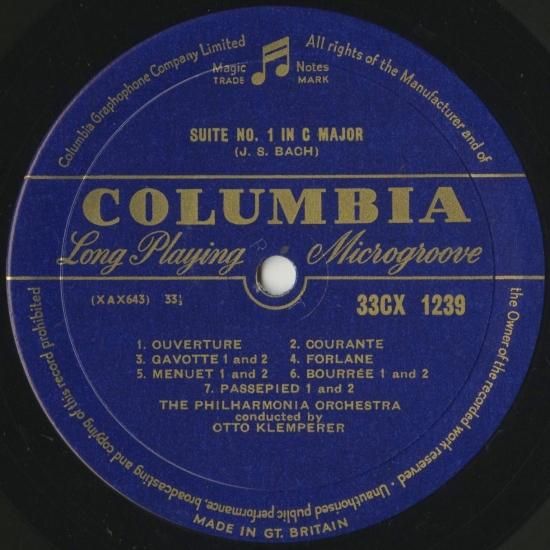 Columbia Graphophone Company Limited
All rights of the Manufacturer and of
the Owner of the recorded work reserved · Unauthorised public performance, broadcasting and copying of this record prohibited
Magic Notes
TRADE MARK
SUITE NO. 1 IN C MAJOR
(J. S. BACH)
COLUMBIA
Long Playing Microgroove
(XAX643) 33⅓
33CX 1239
1. OUVERTURE 2. COURANTE
3. GAVOTTE 1 and 2 4. FORLANE
5. MENUET 1 and 2 6. BOURRÉE 1 and 2
7. PASSEPIED 1 and 2
THE PHILHARMONIA ORCHESTRA
conducted by
OTTO KLEMPERER
MADE IN GT. BRITAIN